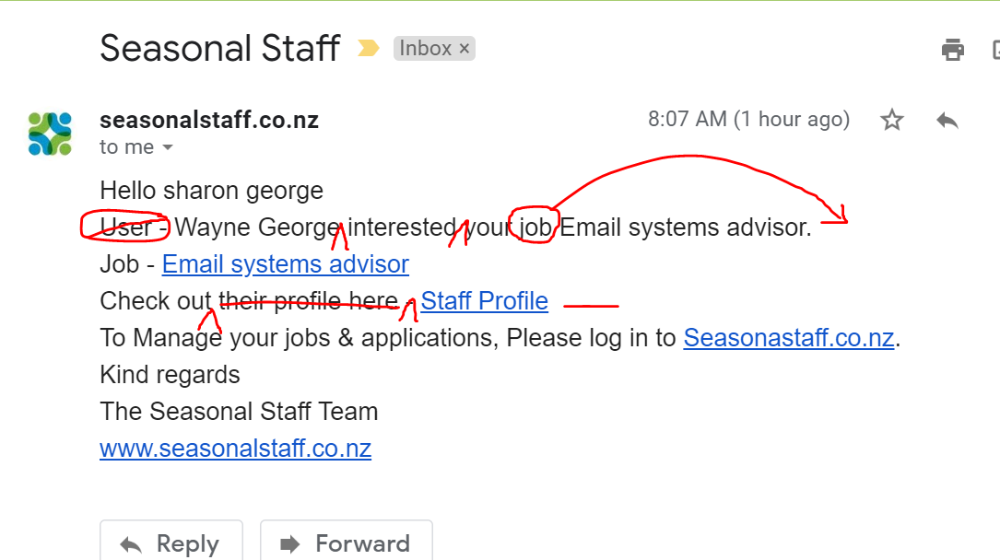 Seasonal Staff Inbox ×
seasonalstaff.co.nz 8:07 AM (1 hour ago)
to me
Hello sharon george
User - Wayne George interested your job Email systems advisor.
Job - Email systems advisor
Check out their profile here - Staff Profile
To Manage your jobs & applications, Please log in to Seasonastaff.co.nz.
Kind regards
The Seasonal Staff Team
www.seasonalstaff.co.nz
Reply Forward